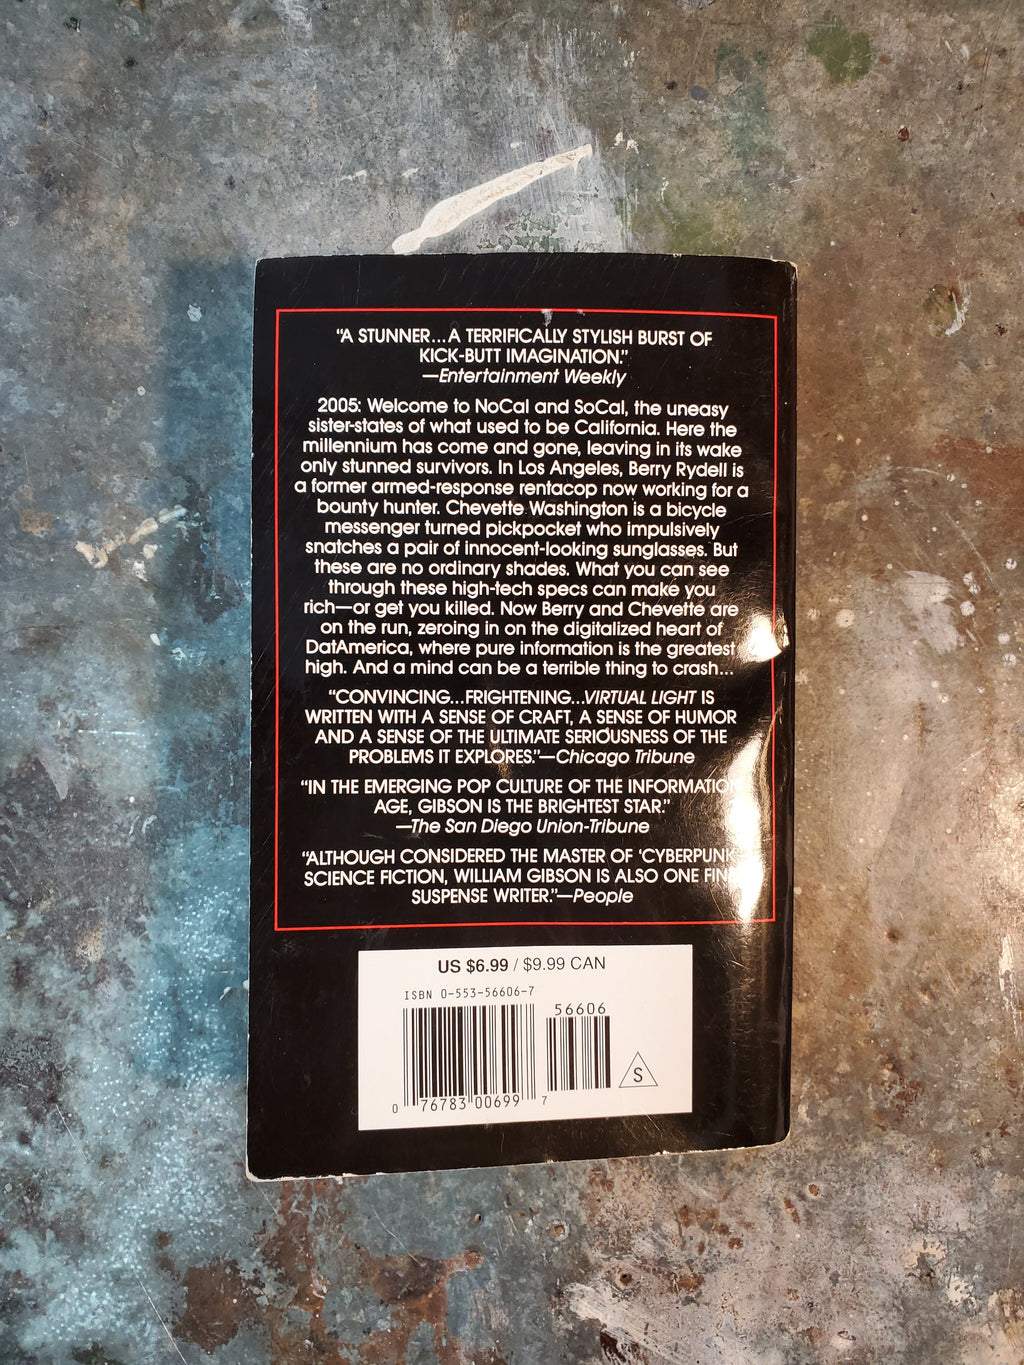 “A STUNNER...A TERRIFICALLY STYLISH BURST OF
KICK-BUTT IMAGINATION.”
—Entertainment Weekly
2005: Welcome to NoCal and SoCal, the uneasy
sister-states of what used to be California. Here the
millennium has come and gone, leaving in its wake
only stunned survivors. In Los Angeles, Berry Rydell is
a former armed-response rentacop now working for a
bounty hunter. Chevette Washington is a bicycle
messenger turned pickpocket who impulsively
snatches a pair of innocent-looking sunglasses. But
these are no ordinary shades. What you can see
through these high-tech specs can make you
rich—or get you killed. Now Berry and Chevette are
on the run, zeroing in on the digitalized heart of
DatAmerica, where pure information is the greatest
high. And a mind can be a terrible thing to crash...
“CONVINCING...FRIGHTENING...VIRTUAL LIGHT IS
WRITTEN WITH A SENSE OF CRAFT, A SENSE OF HUMOR
AND A SENSE OF THE ULTIMATE SERIOUSNESS OF THE
PROBLEMS IT EXPLORES.”—Chicago Tribune
“IN THE EMERGING POP CULTURE OF THE INFORMATION
AGE, GIBSON IS THE BRIGHTEST STAR.”
—The San Diego Union-Tribune
“ALTHOUGH CONSIDERED THE MASTER OF ‘CYBERPUNK’
SCIENCE FICTION, WILLIAM GIBSON IS ALSO ONE FINE
SUSPENSE WRITER.”—People
US $6.99 / $9.99 CAN
ISBN 0-553-56606-7
56606
S
0 76783 00699 7